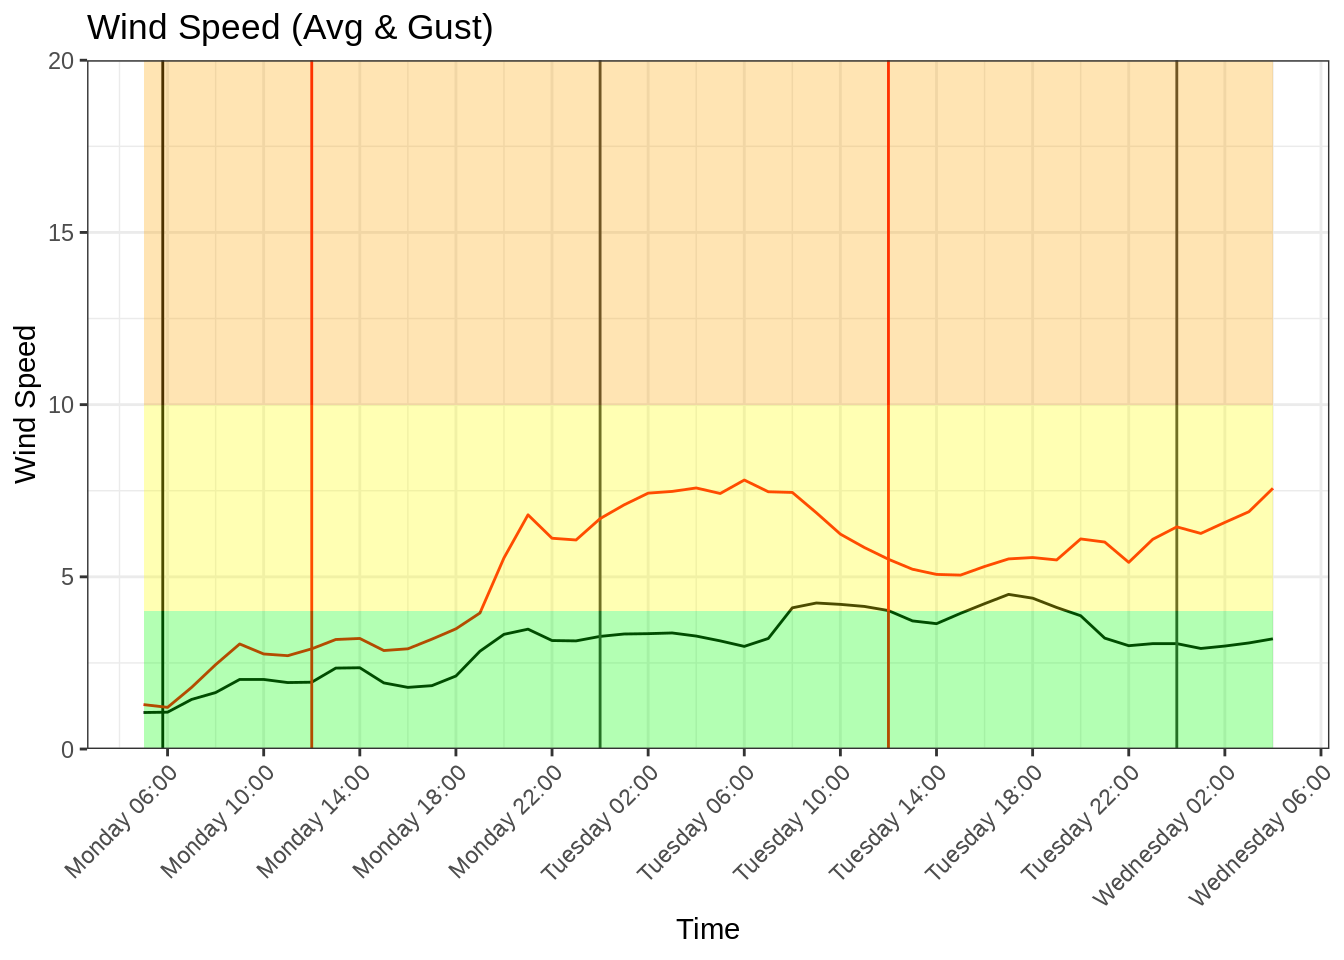 Wind Speed (Avg & Gust)
20
15
10
5
0
Wind Speed
Monday 06:00
Monday 10:00
Monday 14:00
Monday 18:00
Monday 22:00
Tuesday 02:00
Tuesday 06:00
Tuesday 10:00
Tuesday 14:00
Tuesday 18:00
Tuesday 22:00
Wednesday 02:00
Wednesday 06:00
Time